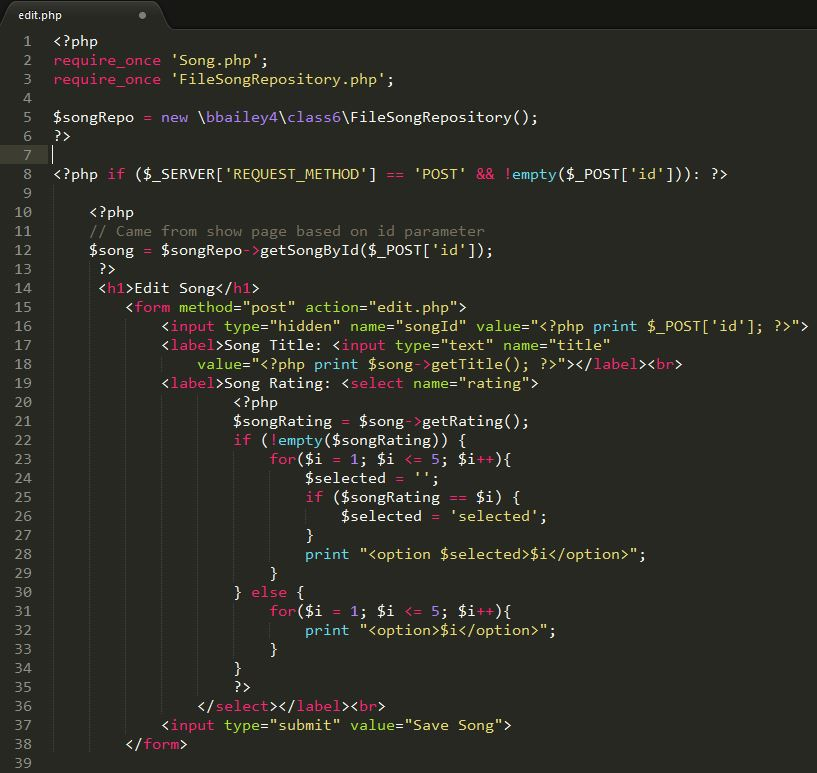 edit.php
1 <?php
2 require_once 'Song.php';
3 require_once 'FileSongRepository.php';
4
5 $songRepo = new \bbailey4\class6\FileSongRepository();
6 ?>
7
8 <?php if ($_SERVER['REQUEST_METHOD'] == 'POST' && !empty($_POST['id'])): ?>
9
10     <?php
11     // Came from show page based on id parameter
12     $song = $songRepo->getSongById($_POST['id']);
13      ?>
14      <h1>Edit Song</h1>
15         <form method="post" action="edit.php">
16             <input type="hidden" name="songId" value="<?php print $_POST['id']; ?>">
17             <label>Song Title: <input type="text" name="title"
18                 value="<?php print $song->getTitle(); ?>"></label><br>
19             <label>Song Rating: <select name="rating">
20                     <?php
21                     $songRating = $song->getRating();
22                     if (!empty($songRating)) {
23                         for($i = 1; $i <= 5; $i++){
24                             $selected = '';
25                             if ($songRating == $i) {
26                                 $selected = 'selected';
27                             }
28                             print "<option $selected>$i</option>";
29                         }
30                     } else {
31                         for($i = 1; $i <= 5; $i++){
32                             print "<option>$i</option>";
33                         }
34                     }
35                     ?>
36                 </select></label><br>
37             <input type="submit" value="Save Song">
38         </form>
39